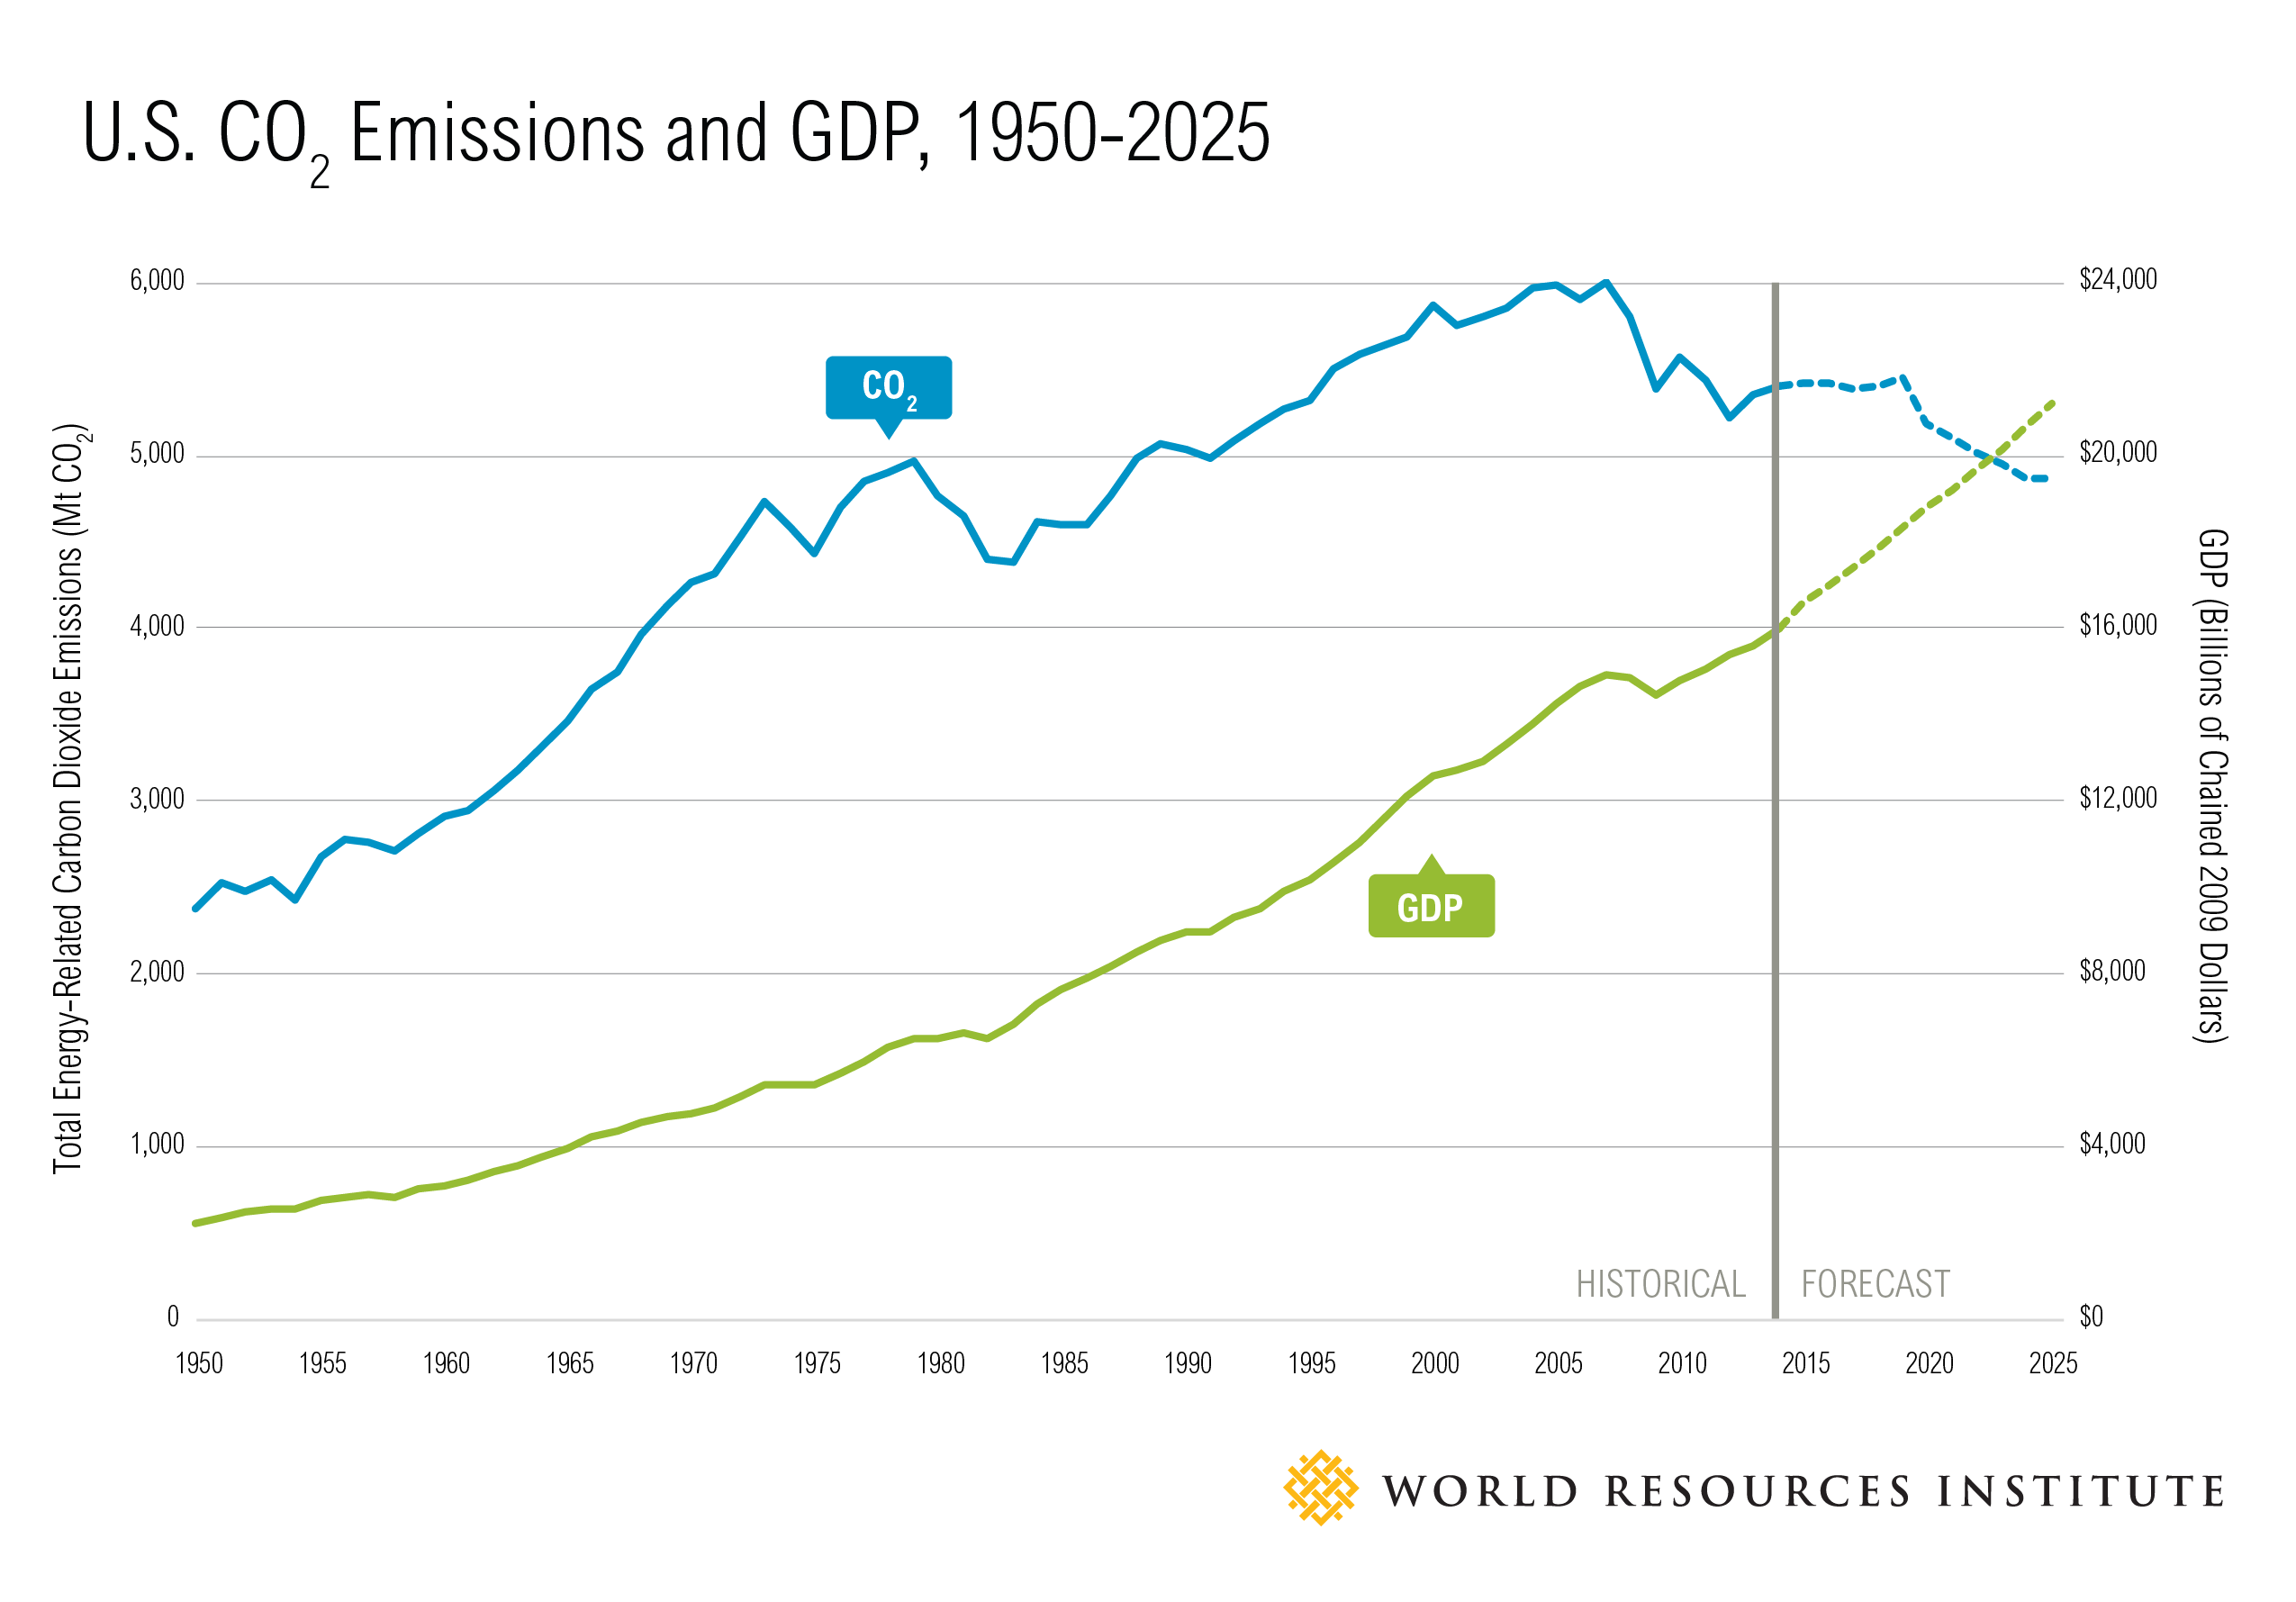 U.S. CO₂ Emissions and GDP, 1950-2025
Total Energy-Related Carbon Dioxide Emissions (Mt CO₂)
6,000
5,000
4,000
3,000
2,000
1,000
0
CO₂
GDP
HISTORICAL
FORECAST
$24,000
$20,000
$16,000
$12,000
$8,000
$4,000
$0
GDP (Billions of Chained 2009 Dollars)
1950 1955 1960 1965 1970 1975 1980 1985 1990 1995 2000 2005 2010 2015 2020 2025
WORLD RESOURCES INSTITUTE